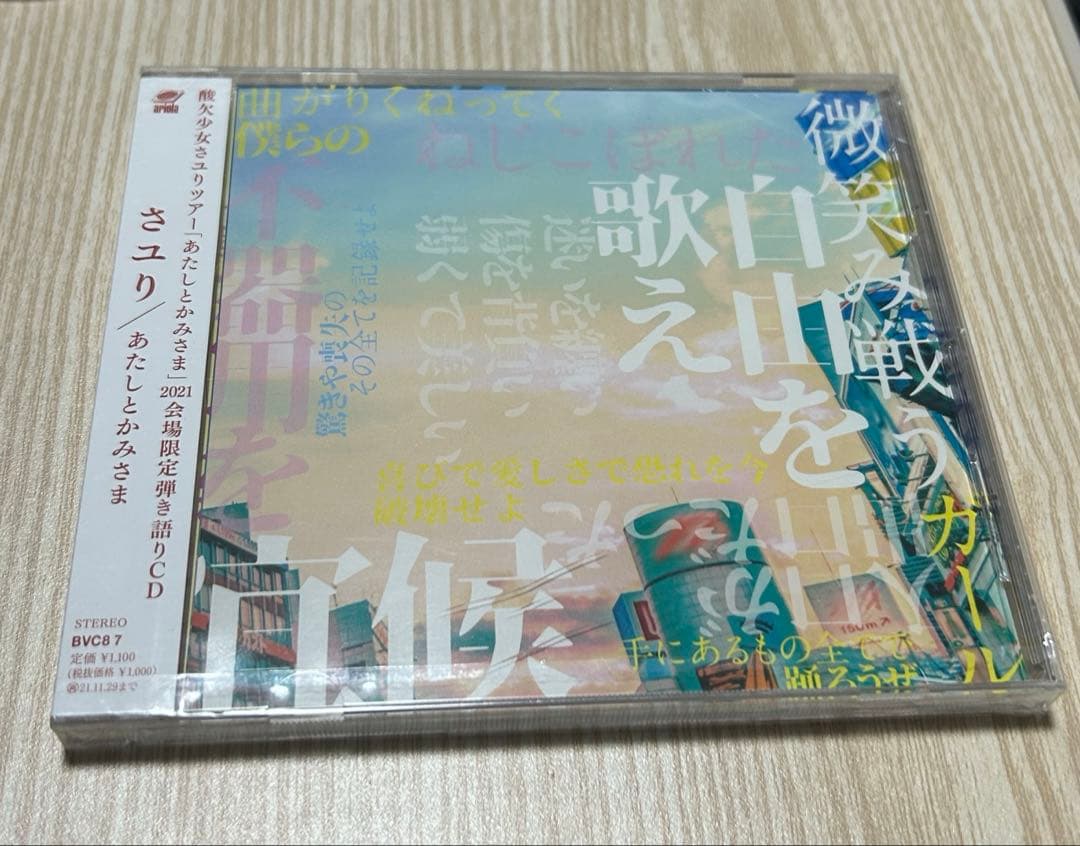 ariola
酸欠少女さユりツアー「あたしとかみさま」2021会場限定弾き語りCD
さユり／あたしとかみさま
STEREO
BVC8 7
定価 ¥1,100
(税抜価格 ¥1,000)
21.11.29まで
曲がりくねってく
僕らの
不器用を
ねじこばれた
微笑み戦う
ガール
自由を
歌え、
驚きや喪失の
その全てを記録せよ
喜びで愛しさで恐れを今
破壊せよ
手にあるもの全てで
踊ろうぜ
150m